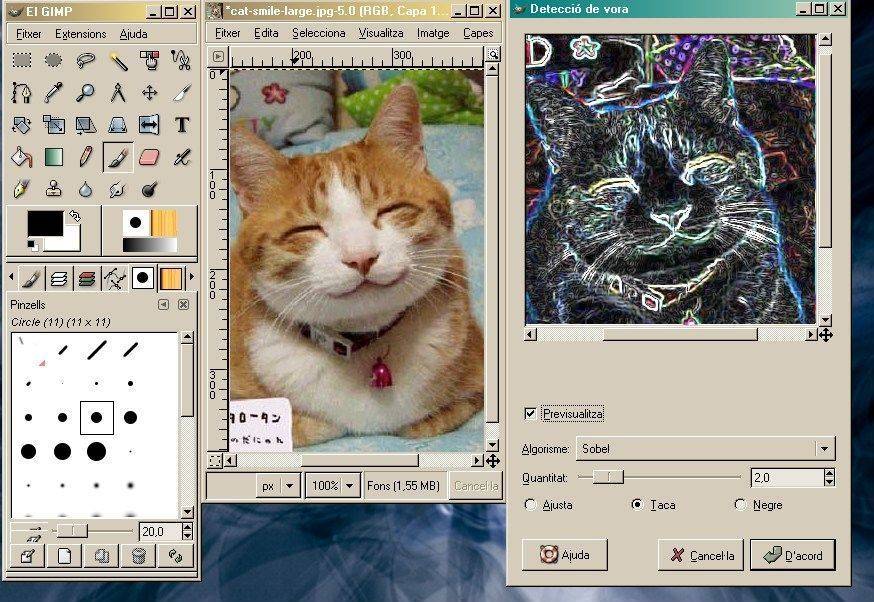 El GIMP
Fitxer Extensions Ajuda
Pinzells
Circle (11) (11 x 11)
20,0
*cat-smile-large.jpg-5.0 (RGB, Capa 1...
Fitxer Edita Selecciona Visualitza Imatge Capes
200 300
0
100
200
300
タロータン
のだにゃん
px 100% Fons (1,55 MB) Cancel·la
Detecció de vora
D
Previsualitza
Algorisme: Sobel
Quantitat: 2,0
Ajusta Taca Negre
Ajuda Cancel·la D'acord